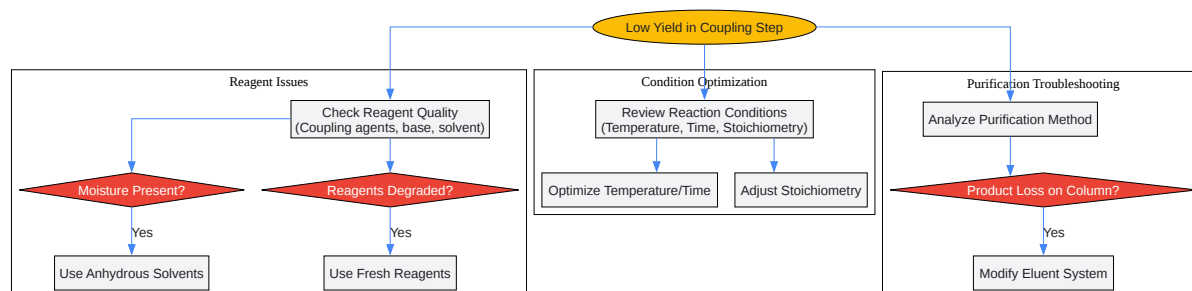 Low Yield in Coupling Step
Reagent Issues
Condition Optimization
Purification Troubleshooting
Check Reagent Quality
(Coupling agents, base, solvent)
Review Reaction Conditions
(Temperature, Time, Stoichiometry)
Analyze Purification Method
Moisture Present?
Reagents Degraded?
Optimize Temperature/Time
Adjust Stoichiometry
Product Loss on Column?
Yes
Yes
Yes
Use Anhydrous Solvents
Use Fresh Reagents
Modify Eluent System